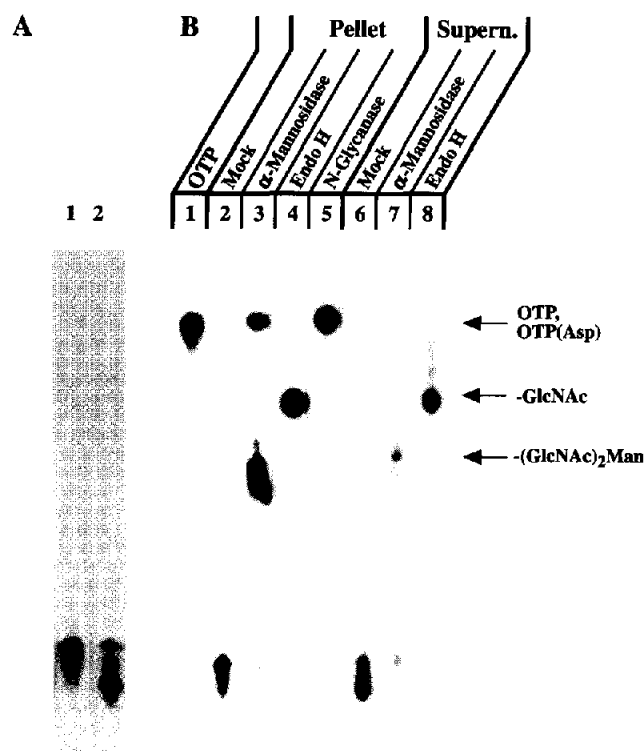 A
B
Pellet
Supern.
OTP
Mock
α-Mannosidase
Endo H
N-Glycanase
Mock
α-Mannosidase
Endo H
1 2
1 2 3 4 5 6 7 8
OTP,
OTP(Asp)
-GlcNAc
-(GlcNAc)2Man